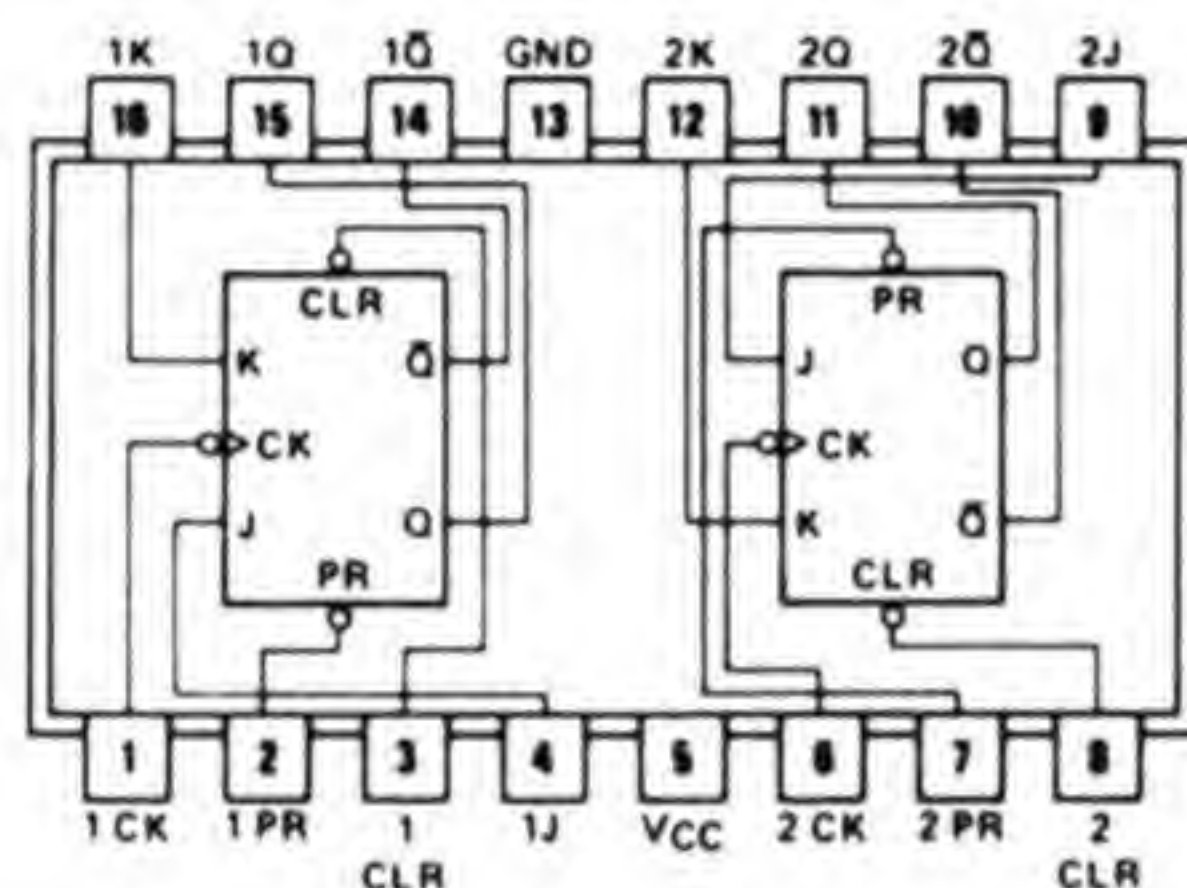 1K 1Q 1Q̄ GND 2K 2Q 2Q̄ 2J
16 15 14 13 12 11 10 9
CLR PR
K Q̄ J Q
CK CK
J Q K Q̄
PR CLR
1 2 3 4 5 6 7 8
1 CK 1 PR 1 1J VCC 2 CK 2 PR 2
CLR CLR